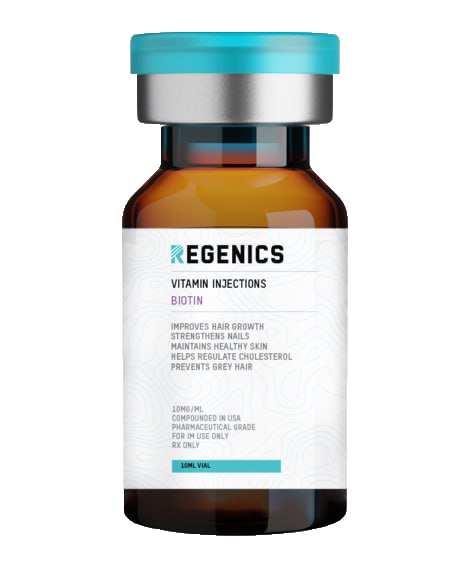 REGENICS
VITAMIN INJECTIONS
BIOTIN
IMPROVES HAIR GROWTH
STRENGTHENS NAILS
MAINTAINS HEALTHY SKIN
HELPS REGULATE CHOLESTEROL
PREVENTS GREY HAIR
10MG/ML
COMPOUNDED IN USA
PHARMACEUTICAL GRADE
FOR IM USE ONLY
RX ONLY
10ML VIAL